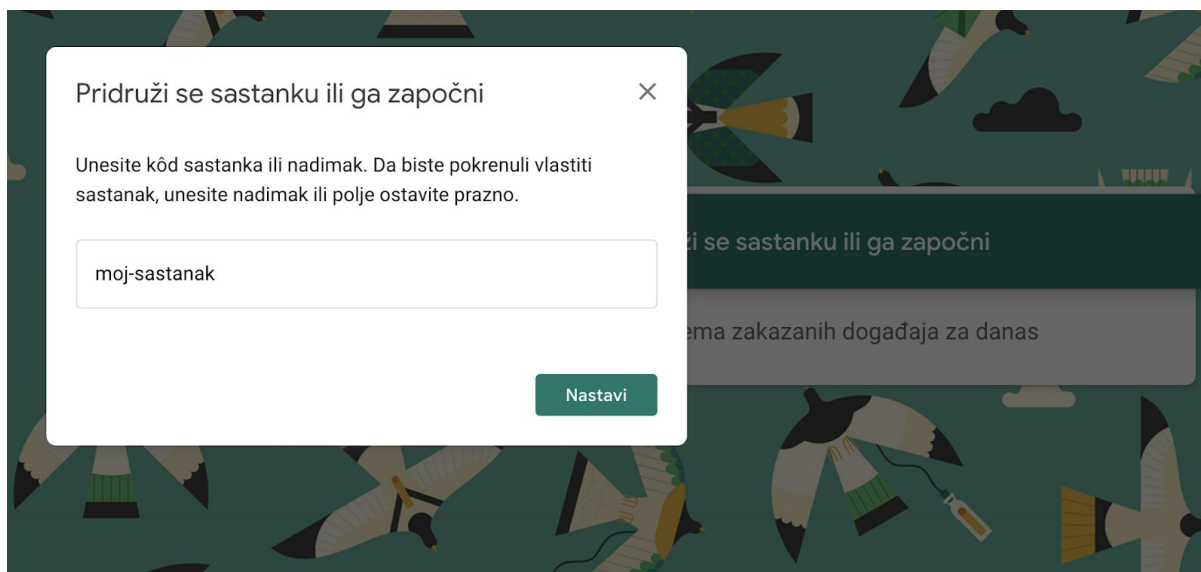 Pridruži se sastanku ili ga započni
Unesite kôd sastanka ili nadimak. Da biste pokrenuli vlastiti
sastanak, unesite nadimak ili polje ostavite prazno.
moj-sastanak
Nastavi
se sastanku ili ga započni
zakazanih događaja za danas